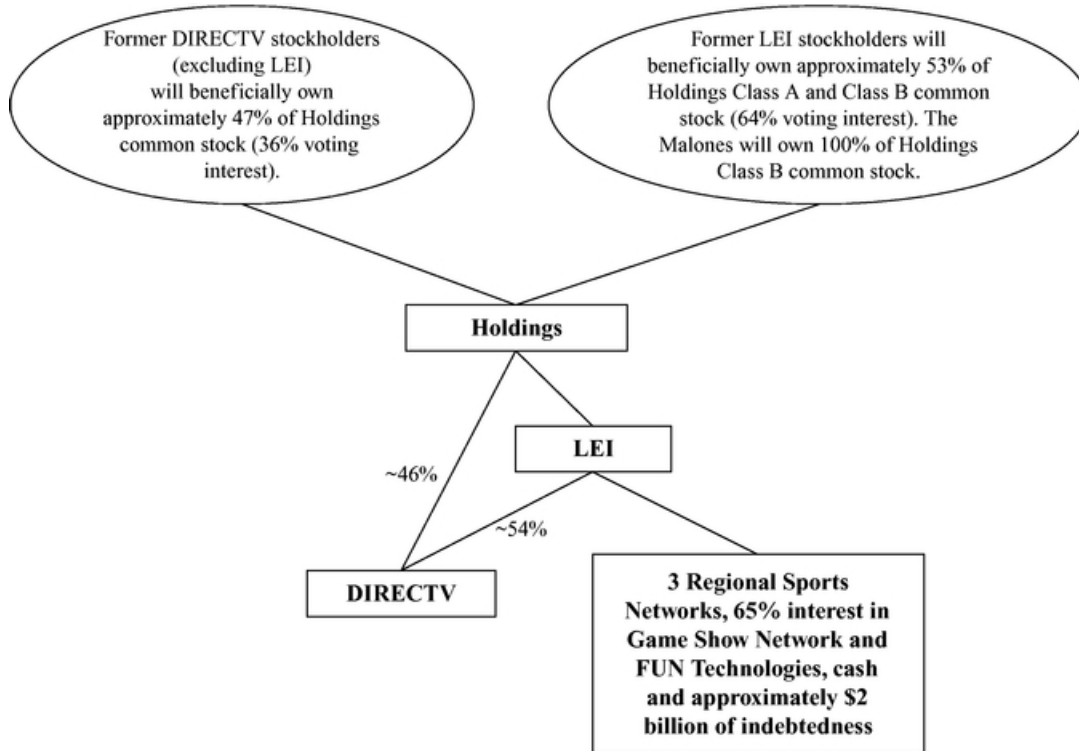 Former DIRECTV stockholders
(excluding LEI)
will beneficially own
approximately 47% of Holdings
common stock (36% voting
interest).
Former LEI stockholders will
beneficially own approximately 53% of
Holdings Class A and Class B common
stock (64% voting interest). The
Malones will own 100% of Holdings
Class B common stock.
Holdings
LEI
~46%
~54%
DIRECTV
3 Regional Sports
Networks, 65% interest in
Game Show Network and
FUN Technologies, cash
and approximately $2
billion of indebtedness